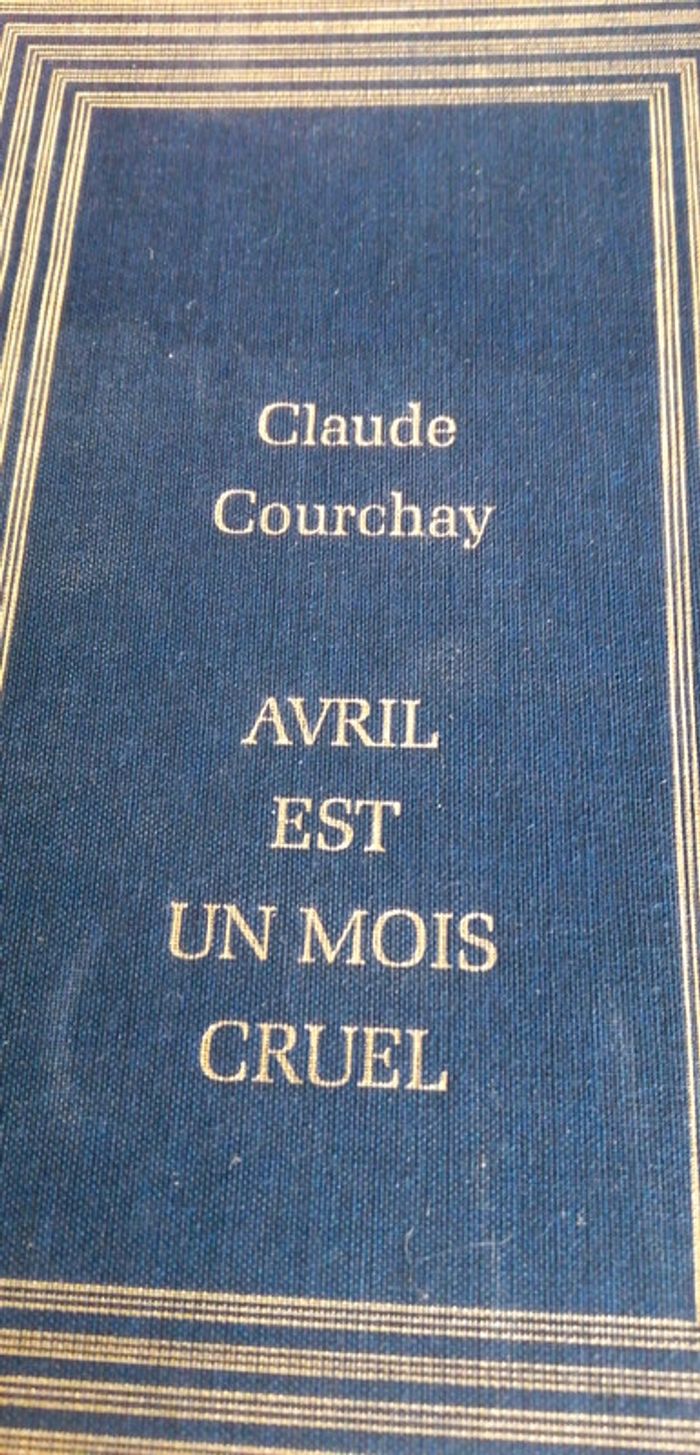 Claude
Courchay
AVRIL
EST
UN MOIS
CRUEL